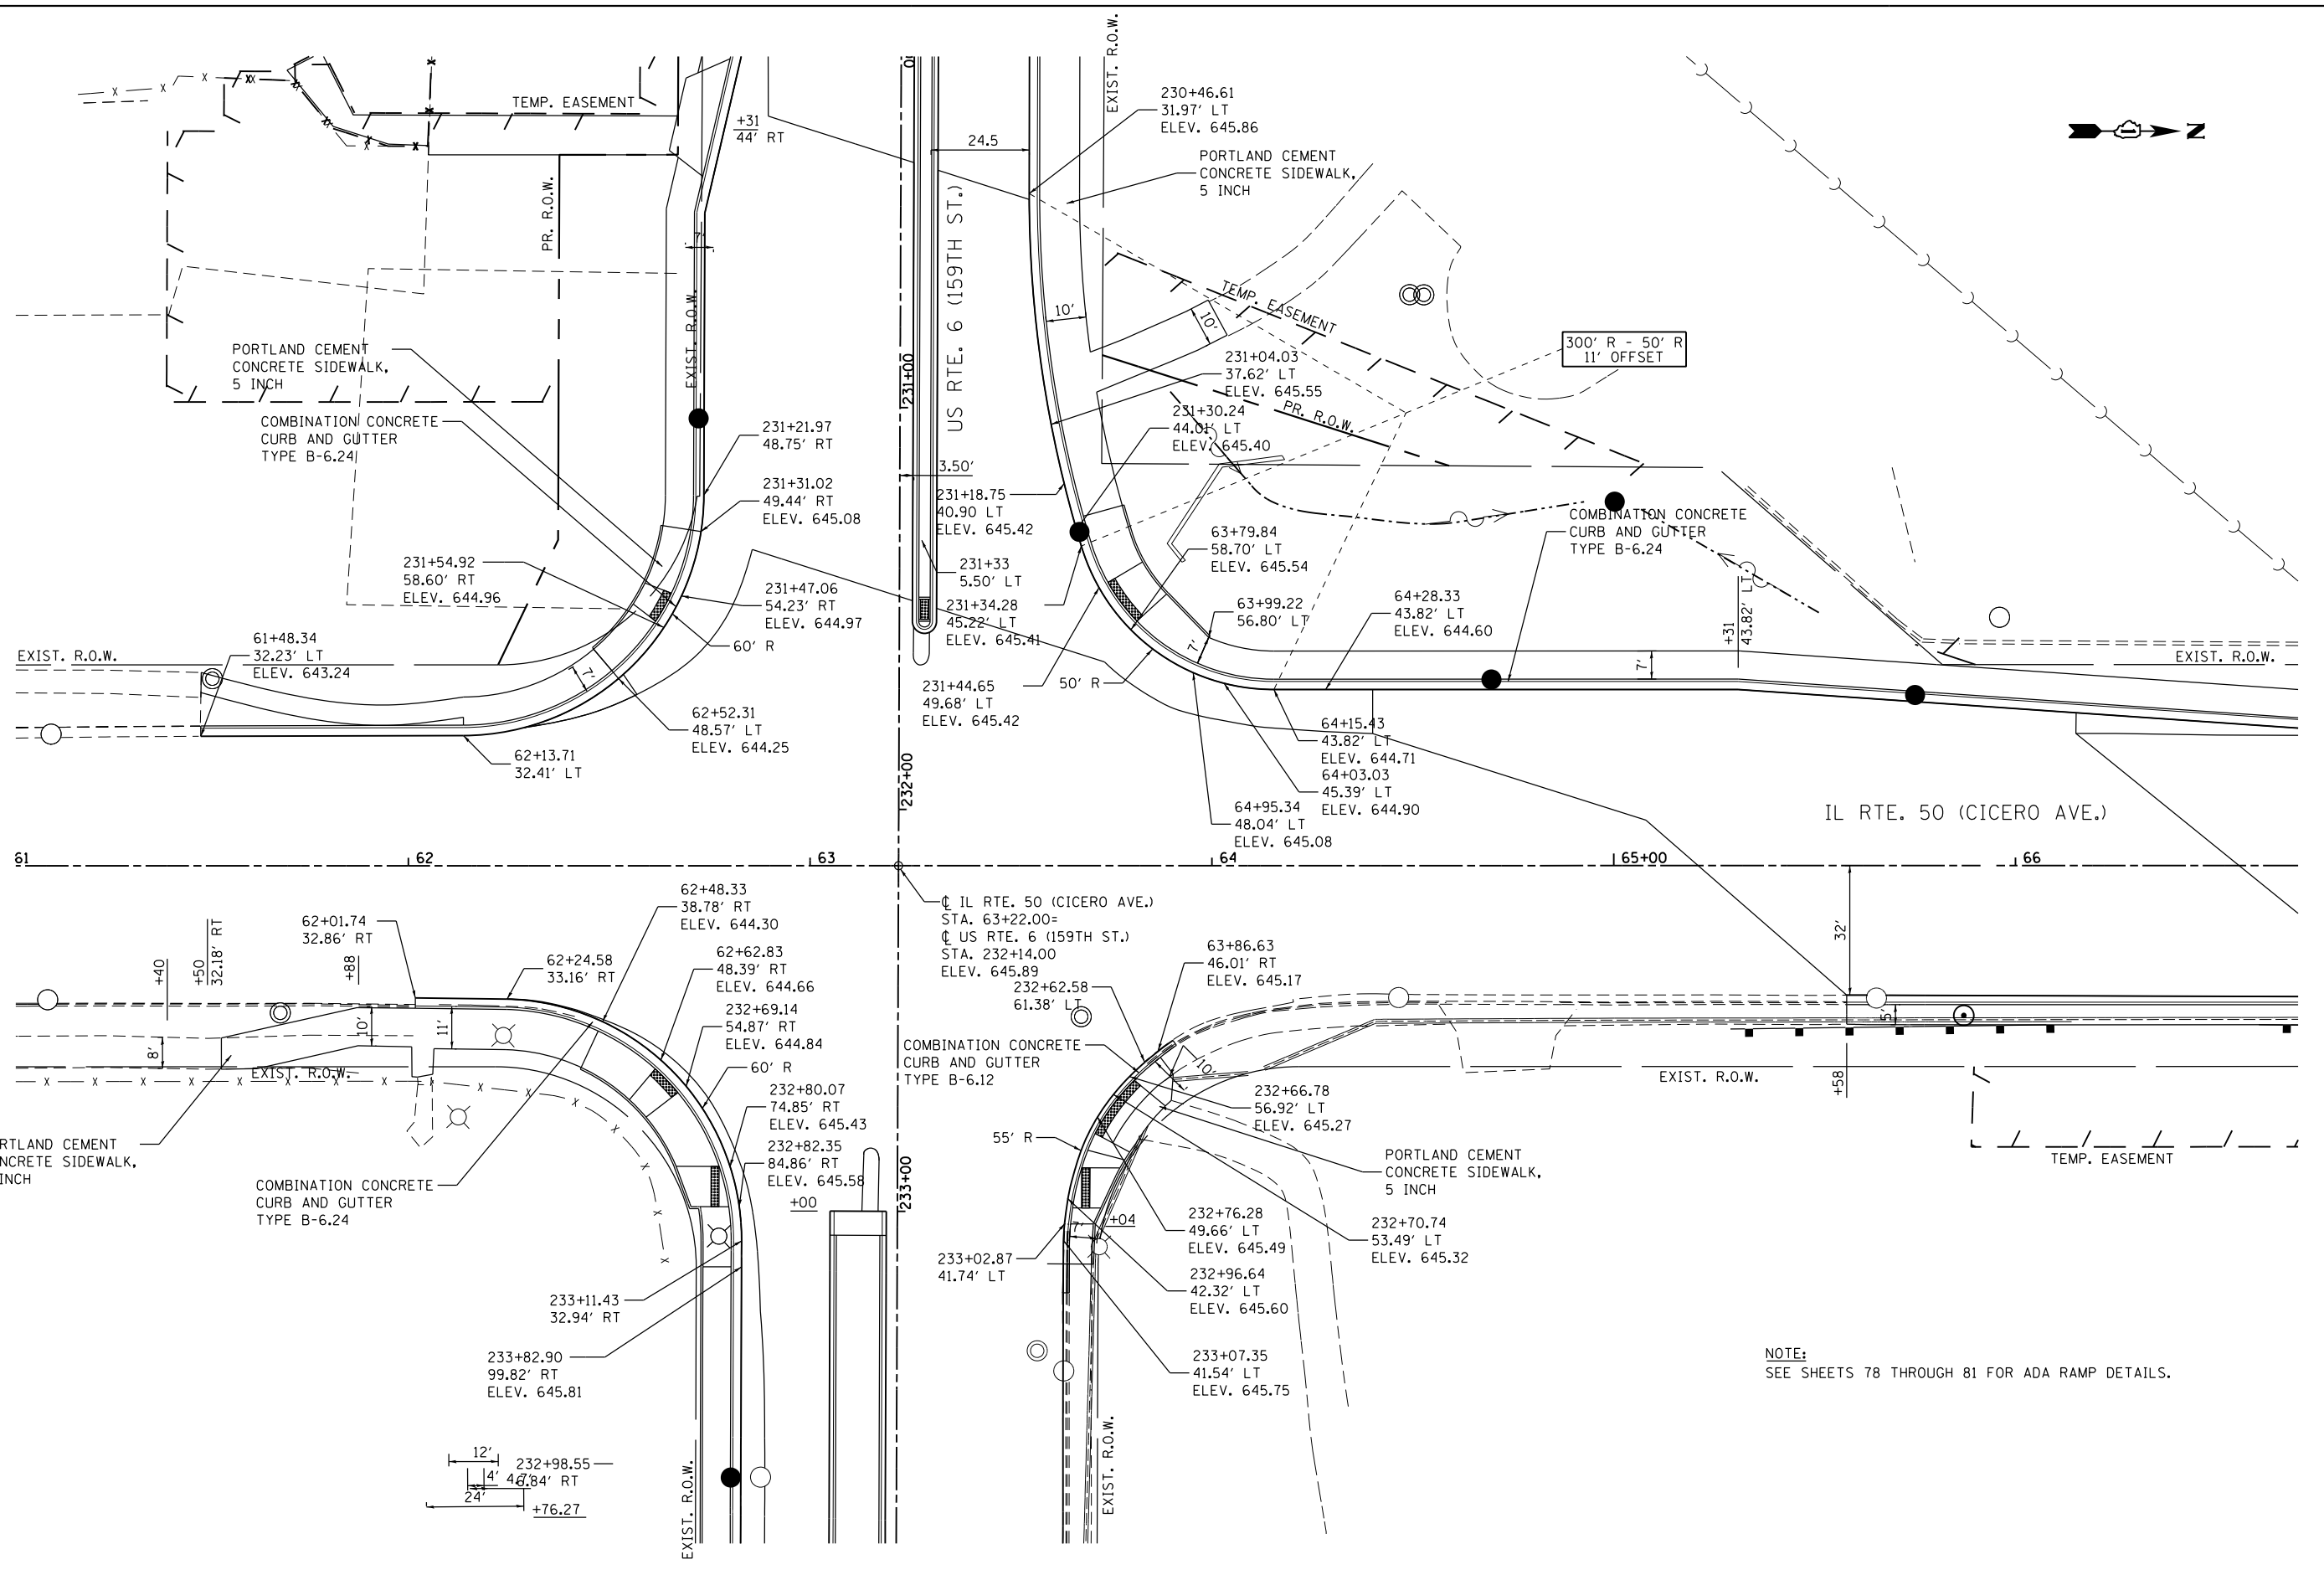 EXIST. R.O.W.
TEMP. EASEMENT
+31
44' RT
PR. R.O.W.
7'
EXIST. R.O.W.
PORTLAND CEMENT
CONCRETE SIDEWALK,
5 INCH
COMBINATION CONCRETE
CURB AND GUTTER
TYPE B-6.24
231+21.97
48.75' RT
231+31.02
49.44' RT
ELEV. 645.08
231+54.92
58.60' RT
ELEV. 644.96
231+47.06
54.23' RT
ELEV. 644.97
60' R
61+48.34
32.23' LT
ELEV. 643.24
EXIST. R.O.W.
7'
62+52.31
48.57' LT
ELEV. 644.25
62+13.71
32.41' LT
24.5
US RTE. 6 (159TH ST.)
231+00
3.50'
231+33
5.50' LT
232+00
230+46.61
31.97' LT
ELEV. 645.86
PORTLAND CEMENT
CONCRETE SIDEWALK,
5 INCH
N
TEMP. EASEMENT
10'
10'
300' R - 50' R
11' OFFSET
231+04.03
37.62' LT
ELEV. 645.55
231+30.24
44.01' LT
ELEV. 645.40
PR. R.O.W.
231+18.75
40.90 LT
ELEV. 645.42
63+79.84
58.70' LT
ELEV. 645.54
COMBINATION CONCRETE
CURB AND GUTTER
TYPE B-6.24
231+34.28
45.22' LT
ELEV. 645.41
63+99.22
56.80' LT
64+28.33
43.82' LT
ELEV. 644.60
+31
43.82' LT
7'
7'
EXIST. R.O.W.
231+44.65
49.68' LT
ELEV. 645.42
50' R
64+15.43
43.82' LT
ELEV. 644.71
64+03.03
45.39' LT
ELEV. 644.90
64+95.34
48.04' LT
ELEV. 645.08
IL RTE. 50 (CICERO AVE.)
61
62
63
64
65+00
66
℄ IL RTE. 50 (CICERO AVE.)
STA. 63+22.00=
℄ US RTE. 6 (159TH ST.)
STA. 232+14.00
ELEV. 645.89
+40
+50
32.18' RT
+88
62+01.74
32.86' RT
62+24.58
33.16' RT
62+48.33
38.78' RT
ELEV. 644.30
62+62.83
48.39' RT
ELEV. 644.66
232+69.14
54.87' RT
ELEV. 644.84
60' R
232+80.07
74.85' RT
ELEV. 645.43
232+82.35
84.86' RT
ELEV. 645.58
+00
233+00
8'
10'
11'
EXIST. R.O.W.
RTLAND CEMENT
NCRETE SIDEWALK,
INCH
COMBINATION CONCRETE
CURB AND GUTTER
TYPE B-6.24
233+11.43
32.94' RT
233+82.90
99.82' RT
ELEV. 645.81
12'
4'
24'
232+98.55
6.84' RT
+76.27
EXIST. R.O.W.
232+62.58
61.38' LT
63+86.63
46.01' RT
ELEV. 645.17
COMBINATION CONCRETE
CURB AND GUTTER
TYPE B-6.12
10'
232+66.78
56.92' LT
ELEV. 645.27
55' R
PORTLAND CEMENT
CONCRETE SIDEWALK,
5 INCH
7'
+04
232+76.28
49.66' LT
ELEV. 645.49
232+70.74
53.49' LT
ELEV. 645.32
233+02.87
41.74' LT
232+96.64
42.32' LT
ELEV. 645.60
233+07.35
41.54' LT
ELEV. 645.75
EXIST. R.O.W.
32'
5'
+58
EXIST. R.O.W.
TEMP. EASEMENT
NOTE:
SEE SHEETS 78 THROUGH 81 FOR ADA RAMP DETAILS.